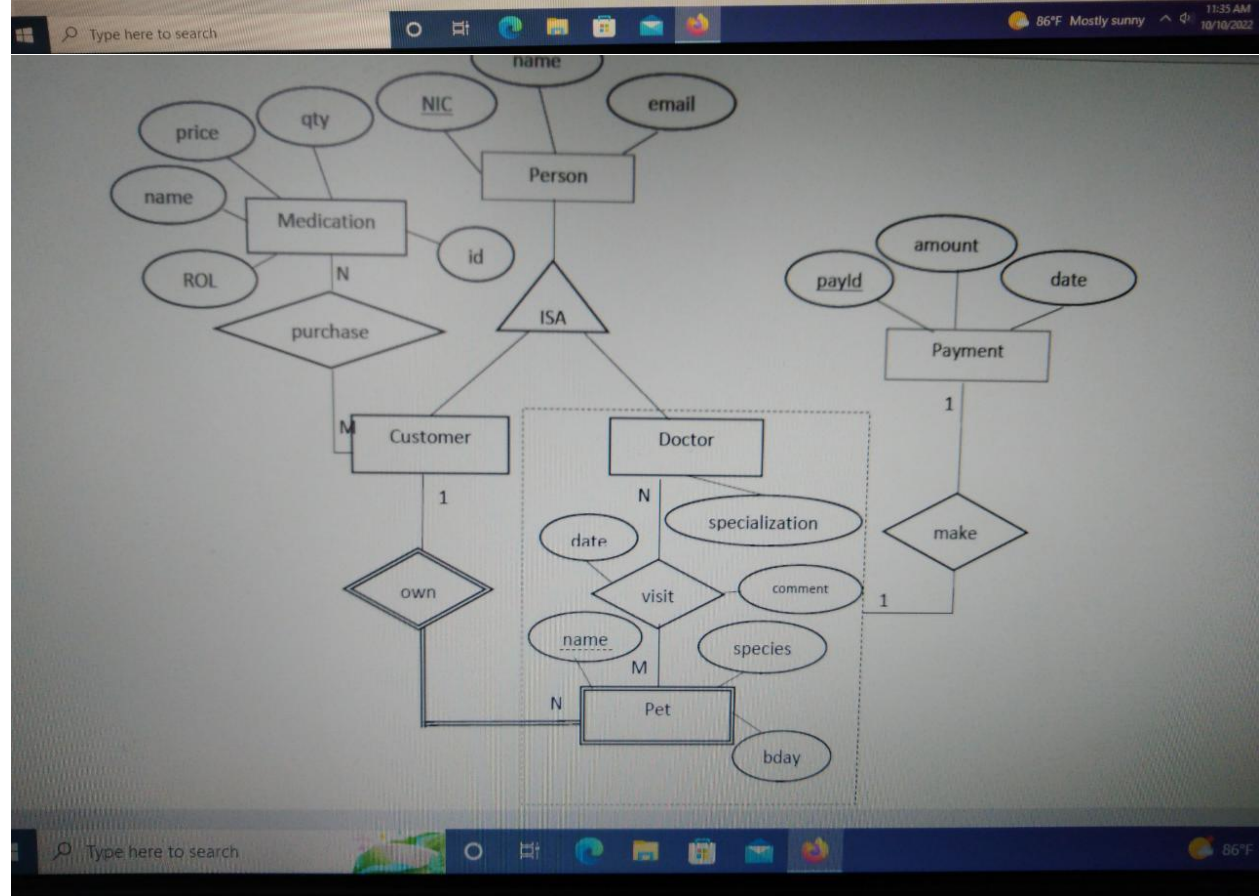 11:35 AM
Type here to search
86°F Mostly sunny
10/10/2022
name
NIC
email
qty
price
Person
name
Medication
id
amount
ROL
N
payId
date
ISA
purchase
Payment
1
M
Customer
Doctor
1
N
specialization
date
make
own
visit
comment
1
name
species
M
N
Pet
bday
Type here to search
86°F